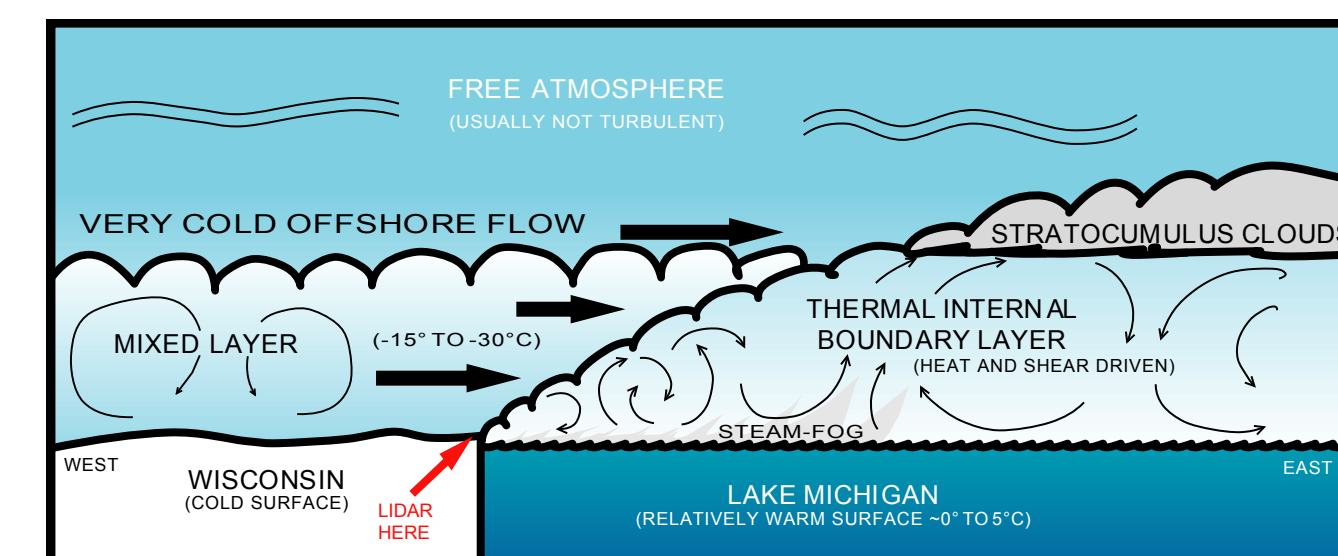 FREE ATMOSPHERE
(USUALLY NOT TURBULENT)
VERY COLD OFFSHORE FLOW
STRATOCUMULUS CLOUDS
MIXED LAYER
(-15° TO -30°C)
THERMAL INTERNAL
BOUNDARY LAYER
(HEAT AND SHEAR DRIVEN)
STEAM-FOG
WEST
EAST
WISCONSIN
(COLD SURFACE)
LIDAR
HERE
LAKE MICHIGAN
(RELATIVELY WARM SURFACE ~0° TO 5°C)